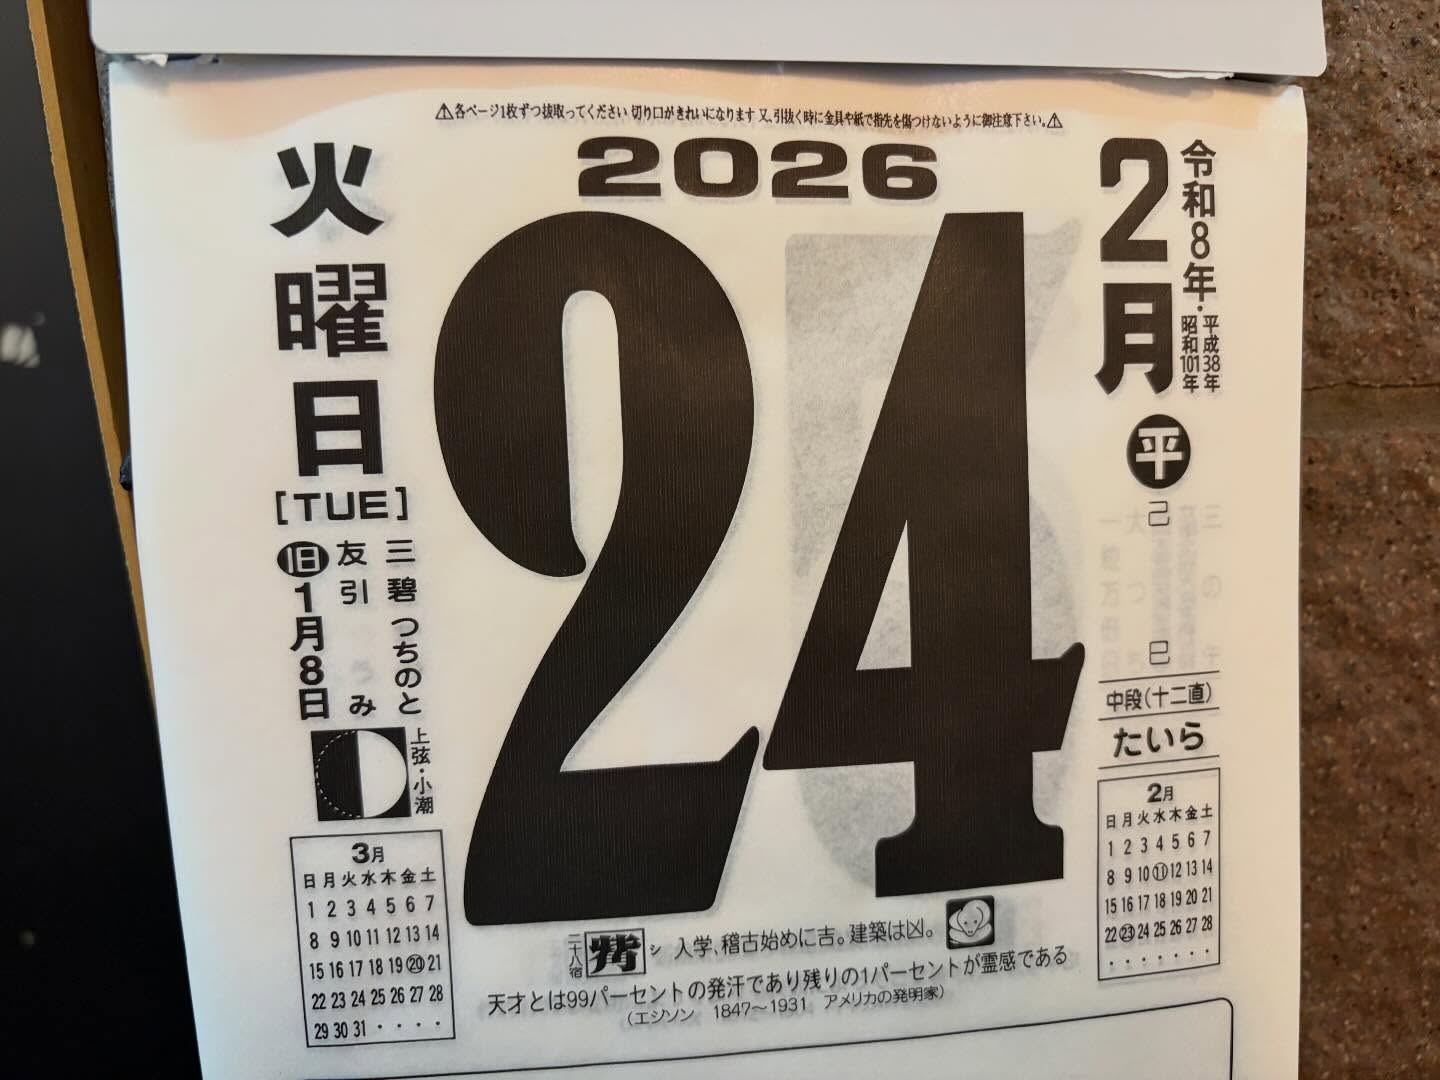 ⚠各ページ1枚ずつ抜取ってください 切り口がきれいになります 又、引抜く時に金具や紙で指先を傷つけないように御注意下さい。⚠
2026
令和8年・平成38年
昭和101年
2月
平
己巳
中段(十二直)
たいら
24
火曜日
[TUE]
三碧 つちのと
友引 み
旧1月8日
上弦・小潮
3月
日 月 火 水 木 金 土
1 2 3 4 5 6 7
8 9 10 11 12 13 14
15 16 17 18 19 20 21
22 23 24 25 26 27 28
29 30 31 ・ ・ ・ ・
2月
日 月 火 水 木 金 土
1 2 3 4 5 6 7
8 9 10 11 12 13 14
15 16 17 18 19 20 21
22 23 24 25 26 27 28
・ ・ ・ ・ ・ ・ ・
二十八宿 觜 シ 入学、稽古始めに吉。建築は凶。
天才とは99パーセントの発汗であり残りの1パーセントが霊感である
(エジソン 1847〜1931 アメリカの発明家)